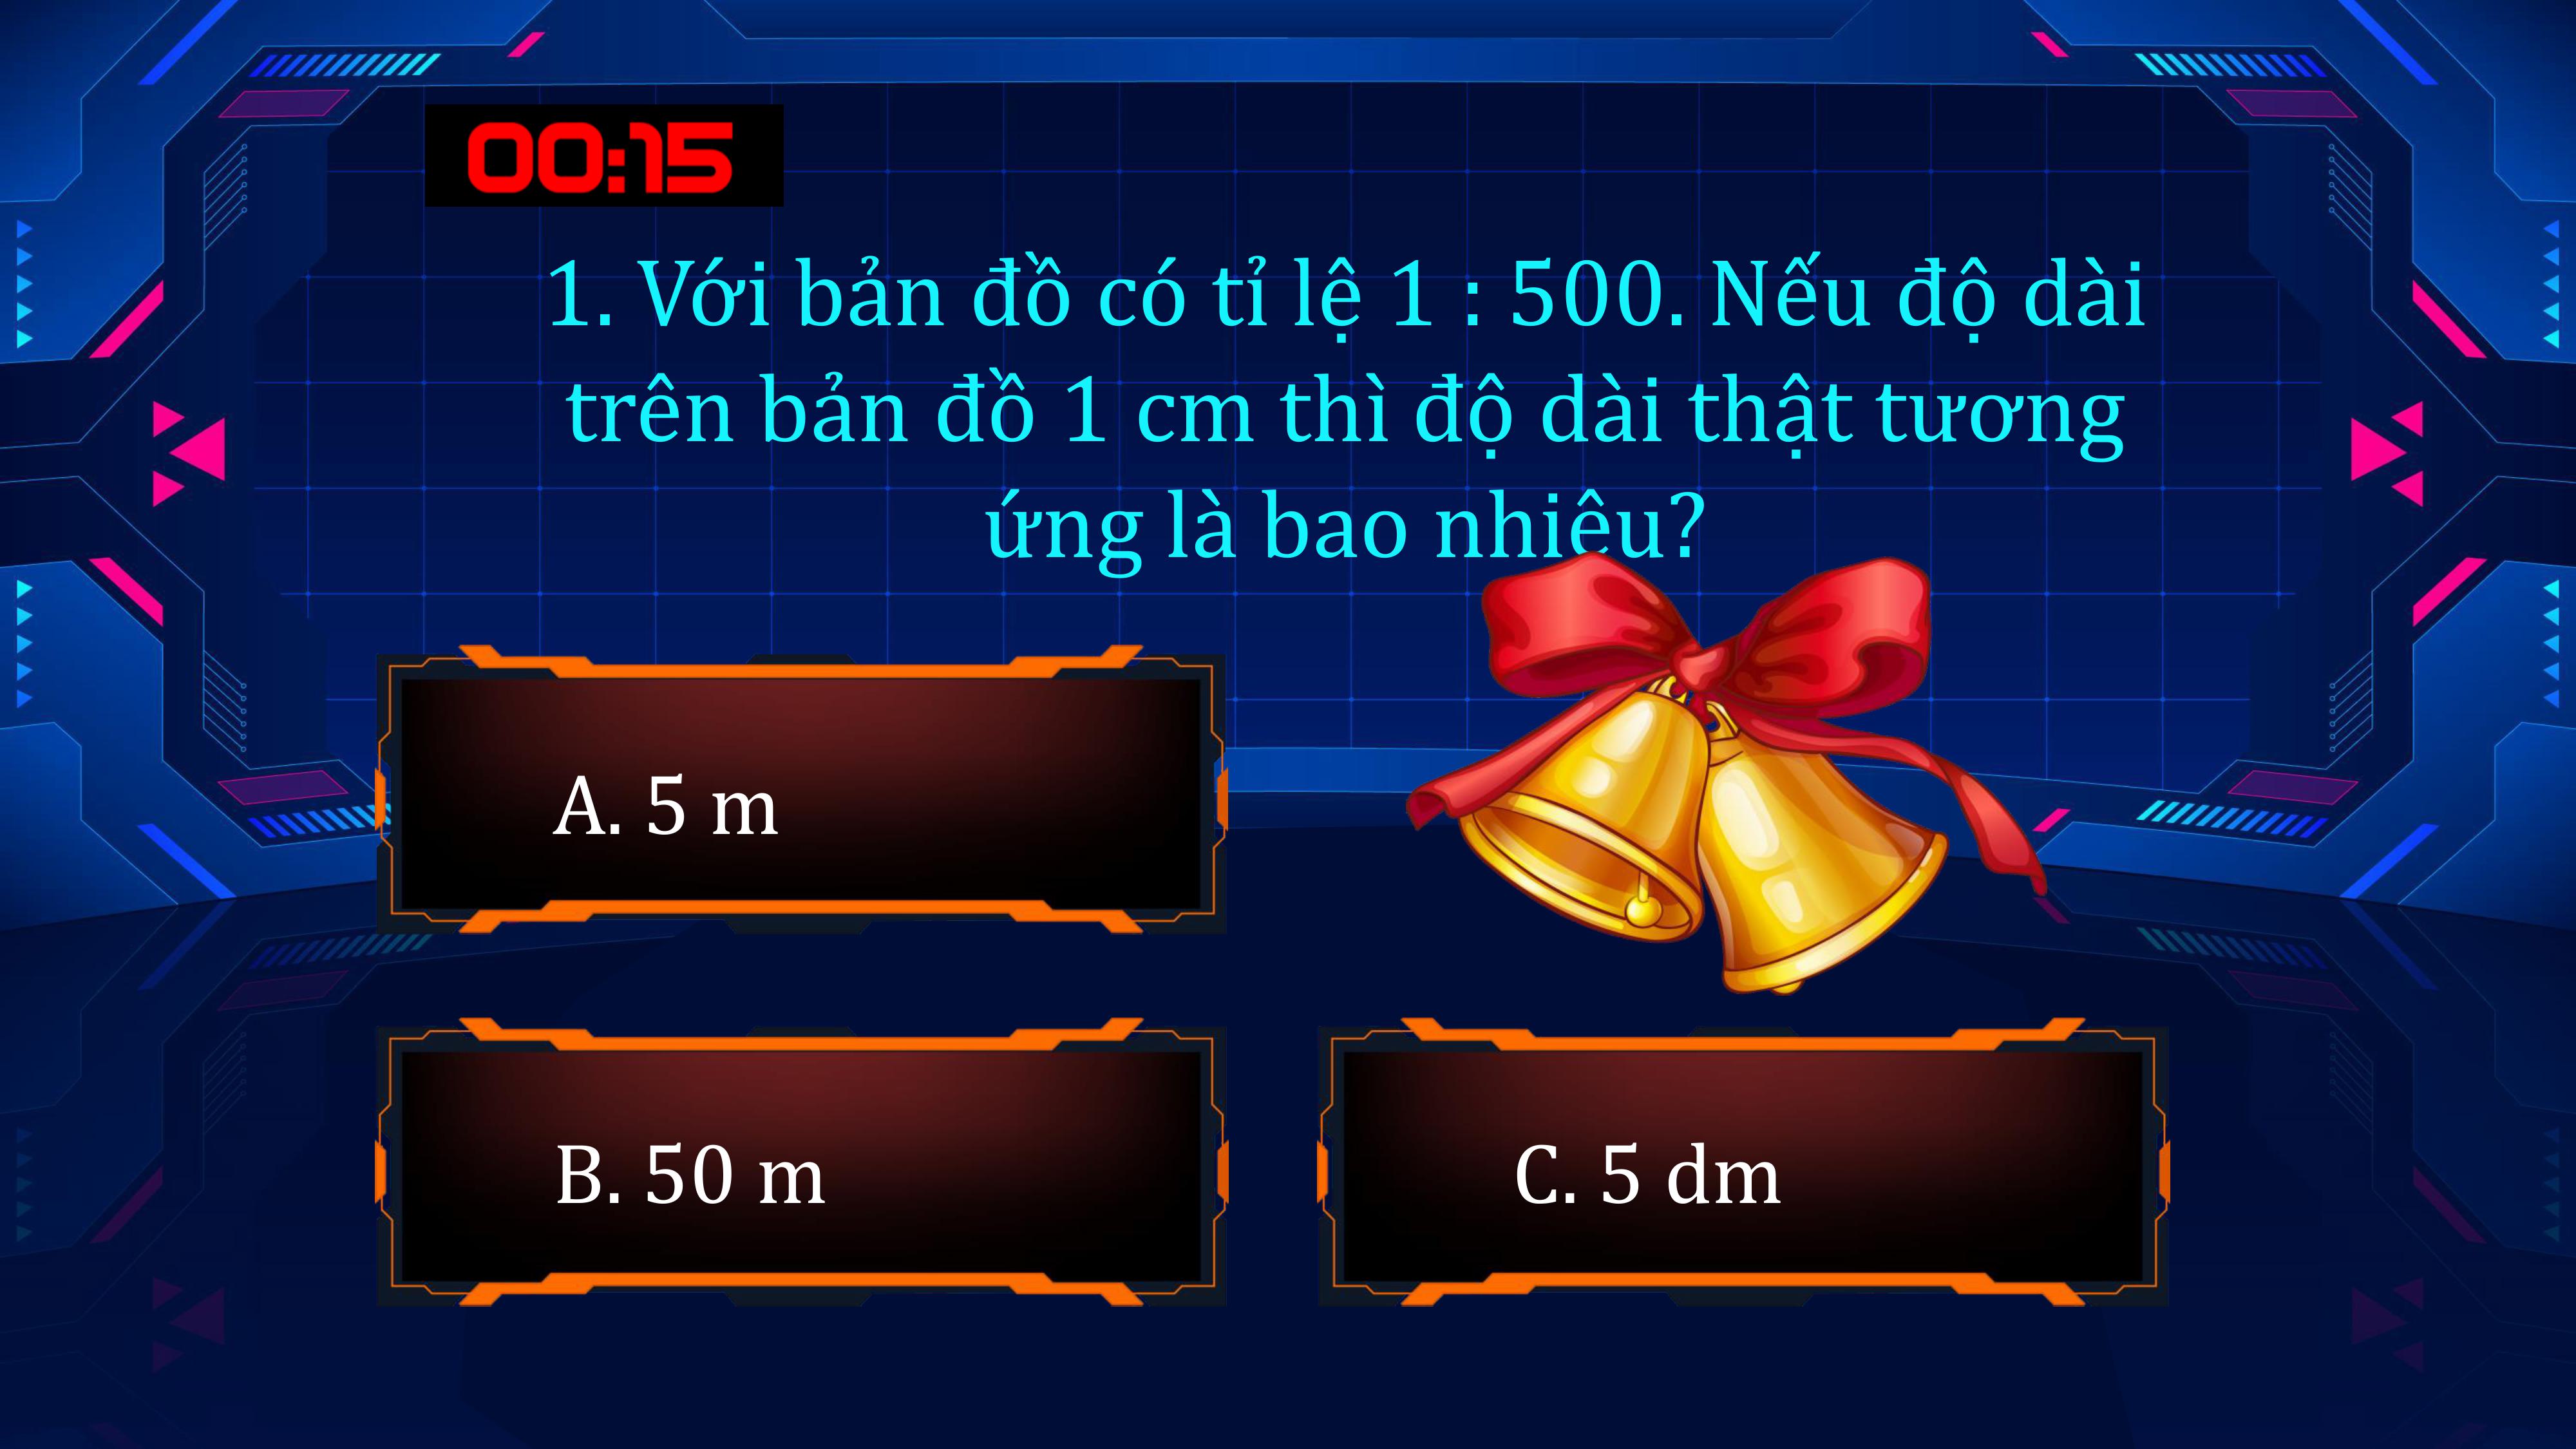 00:15
1. Với bản đồ có tỉ lệ 1 : 500. Nếu độ dài
trên bản đồ 1 cm thì độ dài thật tương
ứng là bao nhiêu?
A. 5 m
B. 50 m
C. 5 dm